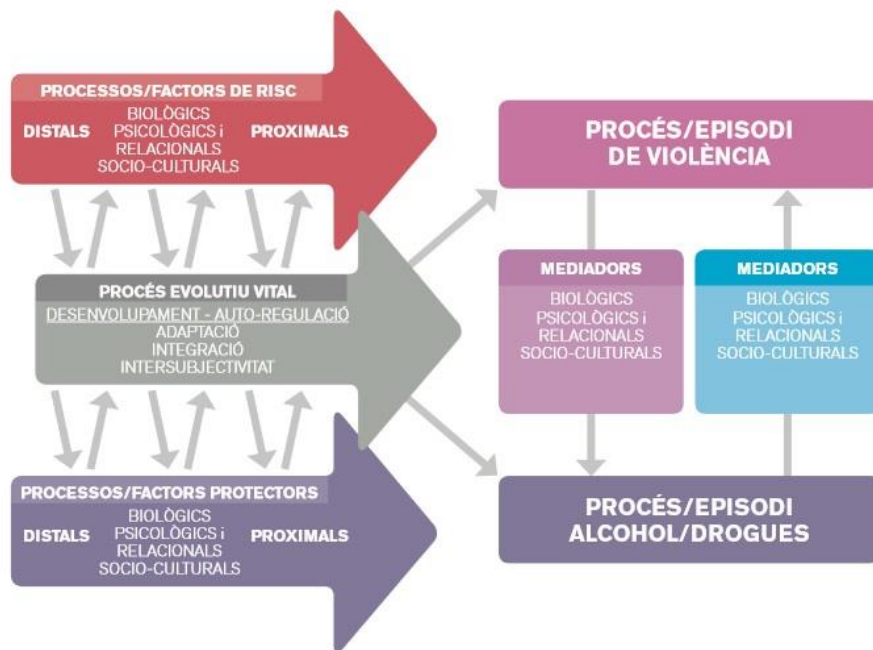 PROCESSOS/FACTORS DE RISC
BIOLÒGICS
DISTALS PSICOLÒGICS i PROXIMALS
RELACIONALS
SOCIO-CULTURALS
PROCÉS EVOLUTIU VITAL
DESENVOLUPAMENT - AUTO-REGULACIÓ
ADAPTACIÓ
INTEGRACIÓ
INTERSUBJECTIVITAT
PROCESSOS/FACTORS PROTECTORS
BIOLÒGICS
DISTALS PSICOLÒGICS i PROXIMALS
RELACIONALS
SOCIO-CULTURALS
PROCÉS/EPISODI
DE VIOLÈNCIA
MEDIADORS
BIOLÒGICS
PSICOLÒGICS i
RELACIONALS
SOCIO-CULTURALS
MEDIADORS
BIOLÒGICS
PSICOLÒGICS i
RELACIONALS
SOCIO-CULTURALS
PROCÉS/EPISODI
ALCOHOL/DROGUES